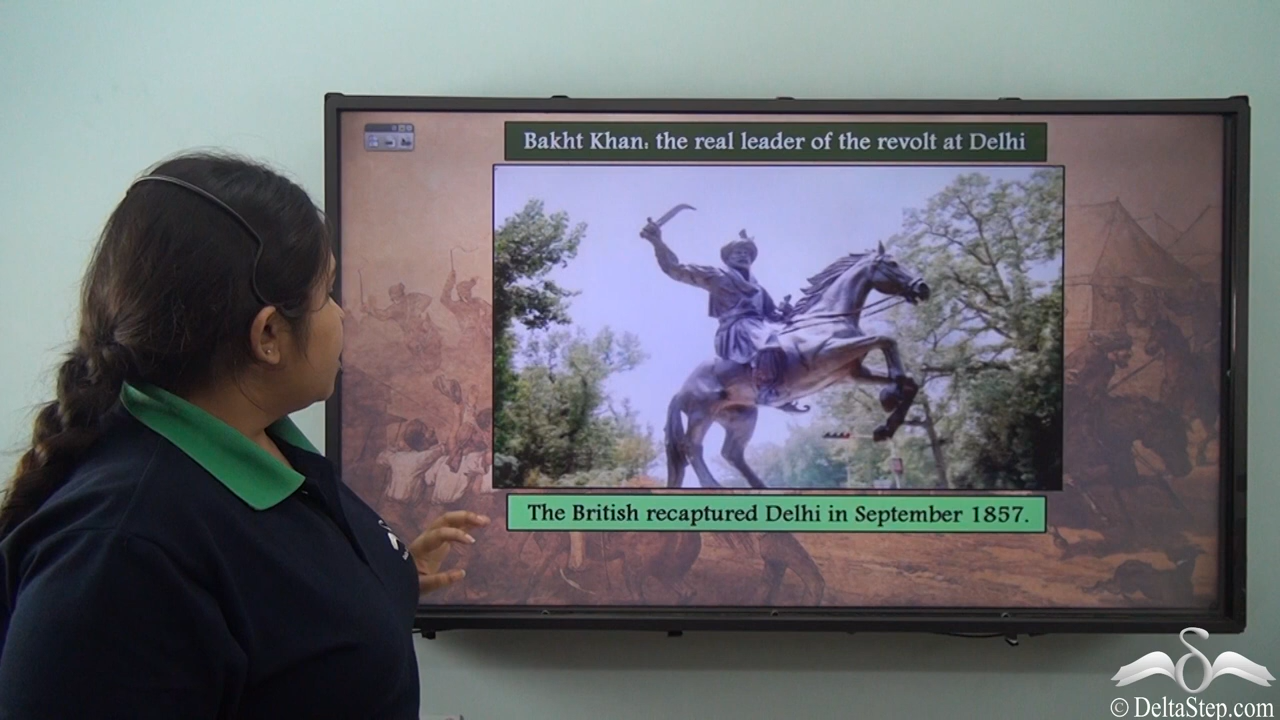 Bakht Khan: the real leader of the revolt at Delhi
The British recaptured Delhi in September 1857.
© DeltaStep.com